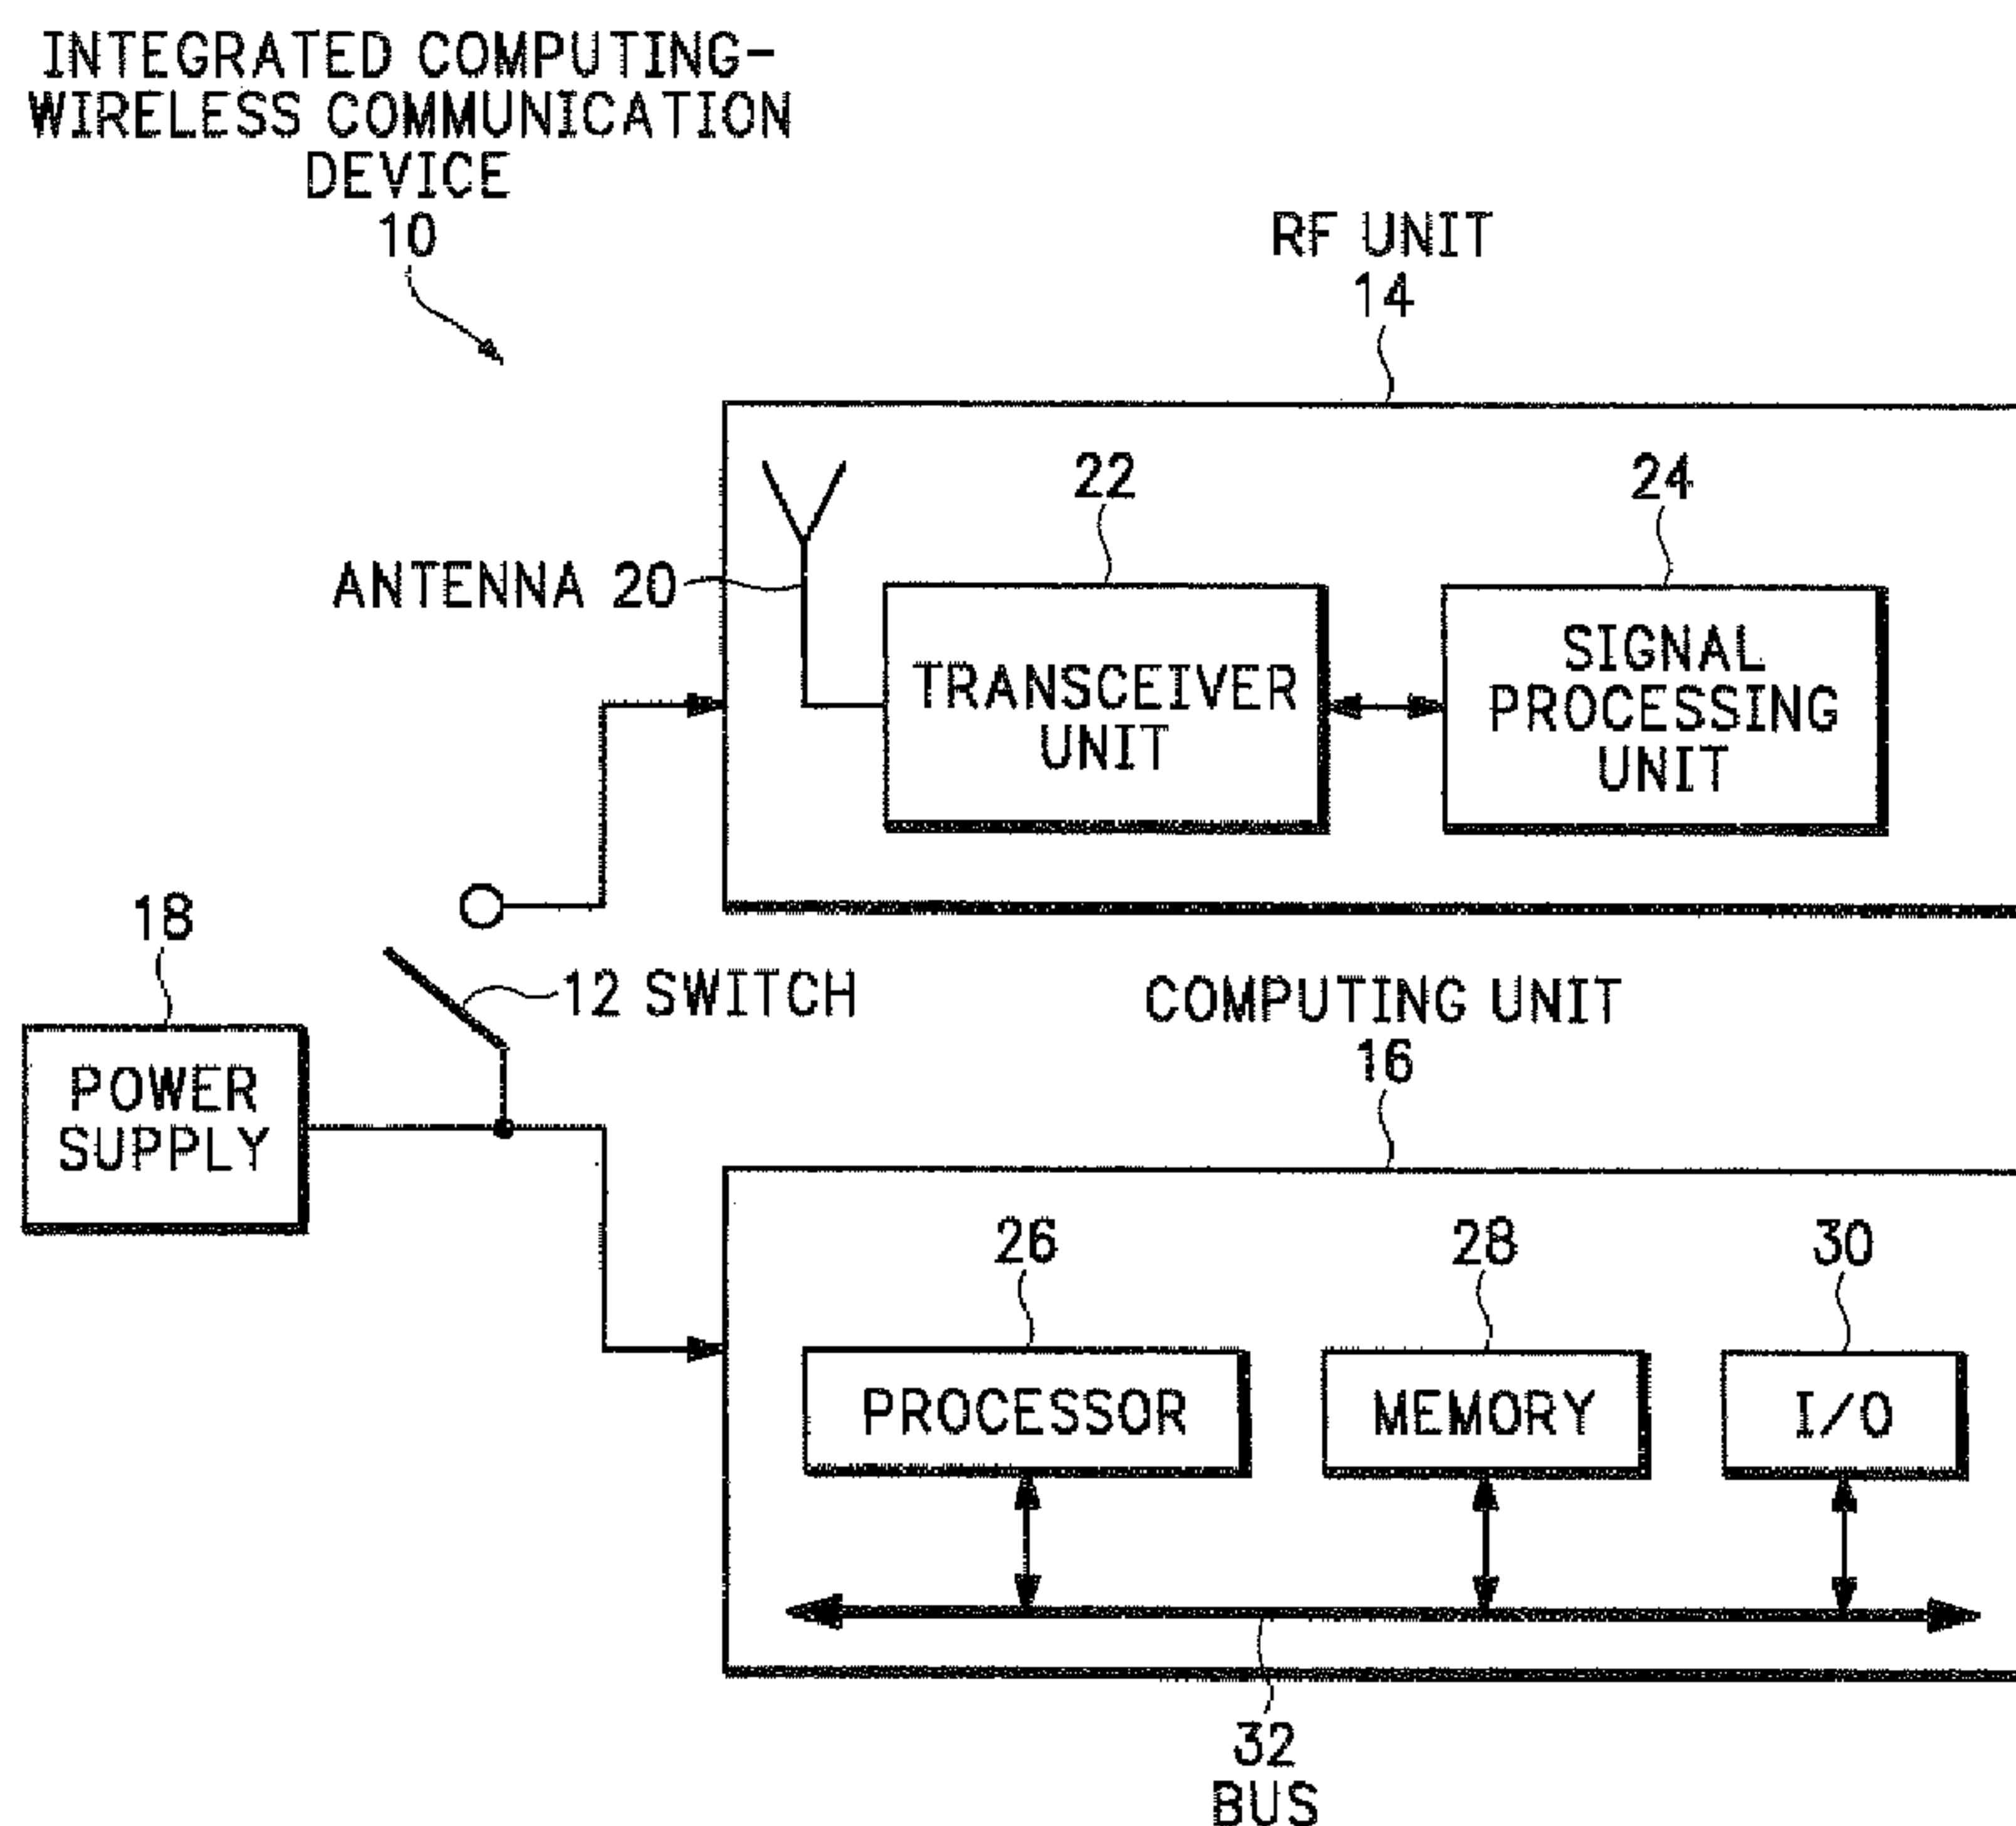 INTEGRATED COMPUTING-
WIRELESS COMMUNICATION
DEVICE
10
RF UNIT
14
22
24
ANTENNA 20
TRANSCEIVER
UNIT
SIGNAL
PROCESSING
UNIT
18
12 SWITCH
POWER
SUPPLY
COMPUTING UNIT
16
26
28
30
PROCESSOR
MEMORY
I/O
32
BUS